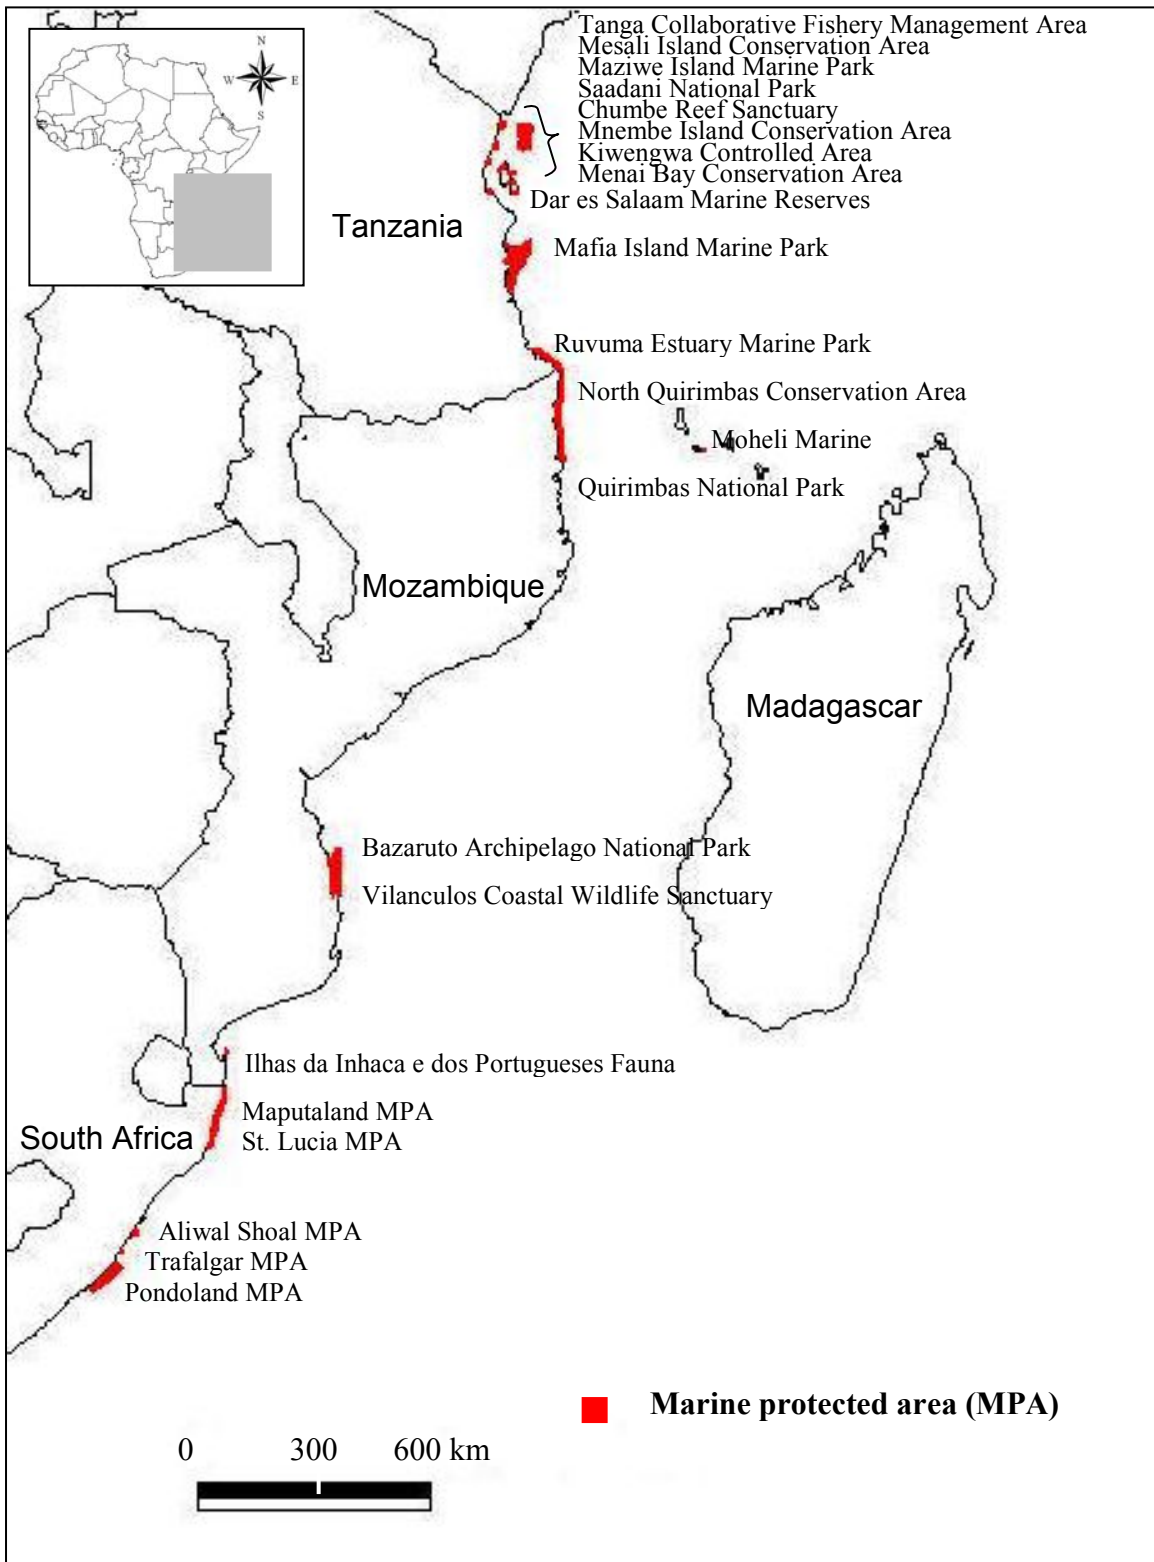 N
W E
S
Tanga Collaborative Fishery Management Area
Mesali Island Conservation Area
Maziwe Island Marine Park
Saadani National Park
Chumbe Reef Sanctuary
Mnembe Island Conservation Area
Kiwengwa Controlled Area
Menai Bay Conservation Area
Dar es Salaam Marine Reserves
Tanzania
Mafia Island Marine Park
Ruvuma Estuary Marine Park
North Quirimbas Conservation Area
Moheli Marine
Quirimbas National Park
Mozambique
Madagascar
Bazaruto Archipelago National Park
Vilanculos Coastal Wildlife Sanctuary
Ilhas da Inhaca e dos Portugueses Fauna
Maputaland MPA
South Africa
St. Lucia MPA
Aliwal Shoal MPA
Trafalgar MPA
Pondoland MPA
Marine protected area (MPA)
0 300 600 km